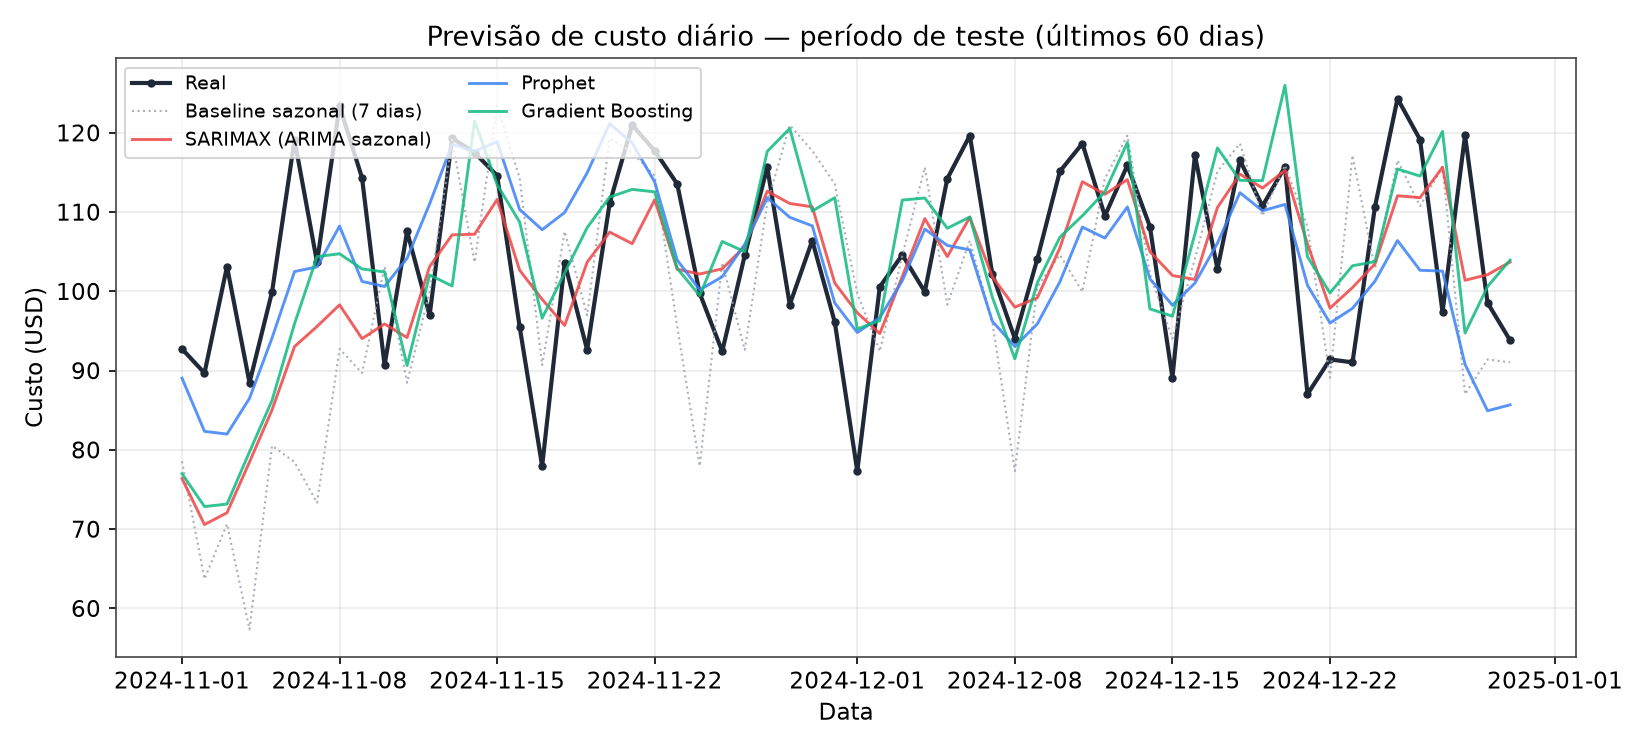 Previsão de custo diário — período de teste (últimos 60 dias)
Real
Baseline sazonal (7 dias)
SARIMAX (ARIMA sazonal)
Prophet
Gradient Boosting
Custo (USD)
120
110
100
90
80
70
60
2024-11-01
2024-11-08
2024-11-15
2024-11-22
2024-12-01
2024-12-08
2024-12-15
2024-12-22
2025-01-01
Data